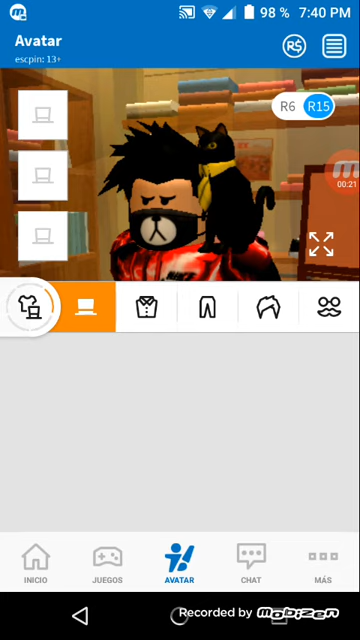 98 % 7:40 PM
Avatar
escpin: 13+
R$
R6 R15
00:21
INICIO JUEGOS AVATAR CHAT MÁS
Recorded by mobizen